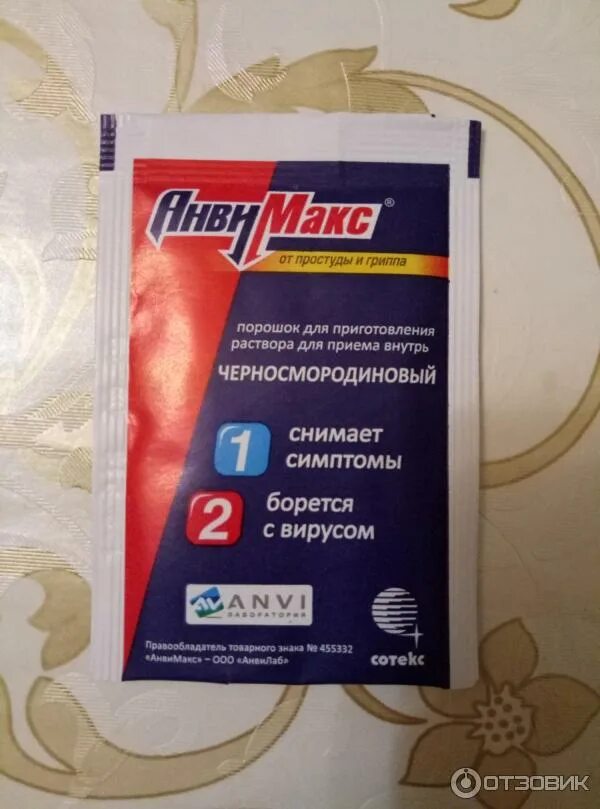 АнвиМакс®
от простуды и гриппа
порошок для приготовления
раствора для приема внутрь
ЧЕРНОСМОРОДИНОВЫЙ
1 снимает
симптомы
2 борется
с вирусом
ANVI
ЛАБОРАТОРИЯ
Правообладатель товарного знака № 455332
«АнвиМакс» – ООО «АнвиЛаб»
сотекс
ОТЗОВИК